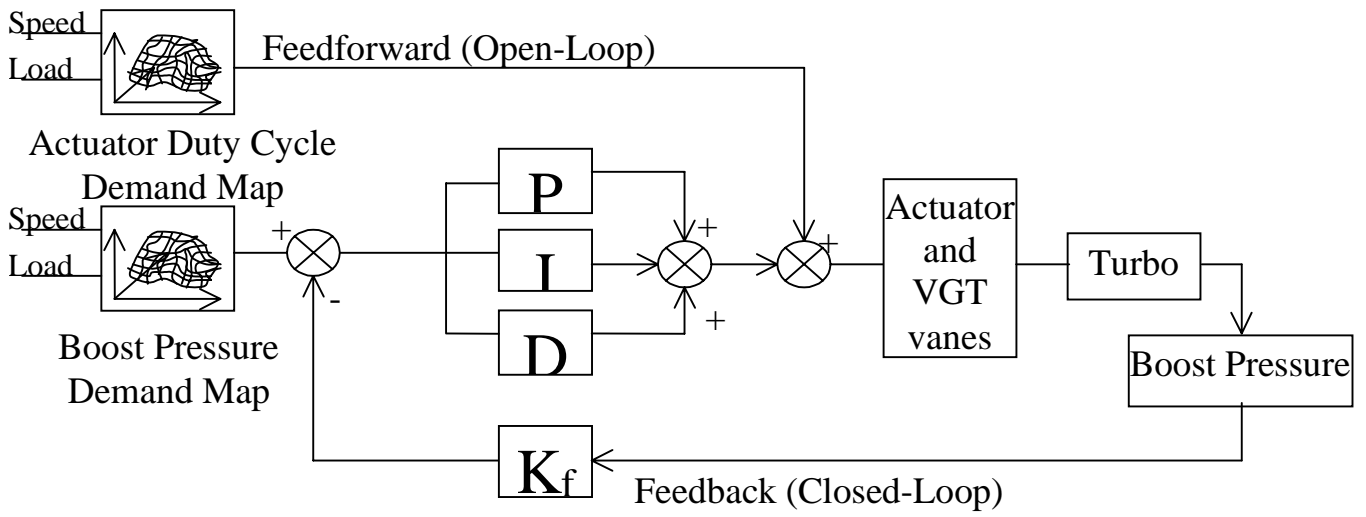 Speed
Load
Feedforward (Open-Loop)
Actuator Duty Cycle
Demand Map
Speed
Load
Boost Pressure
Demand Map
+
-
P
I
D
+
+
+
Actuator
and
VGT
vanes
Turbo
Boost Pressure
Kf
Feedback (Closed-Loop)